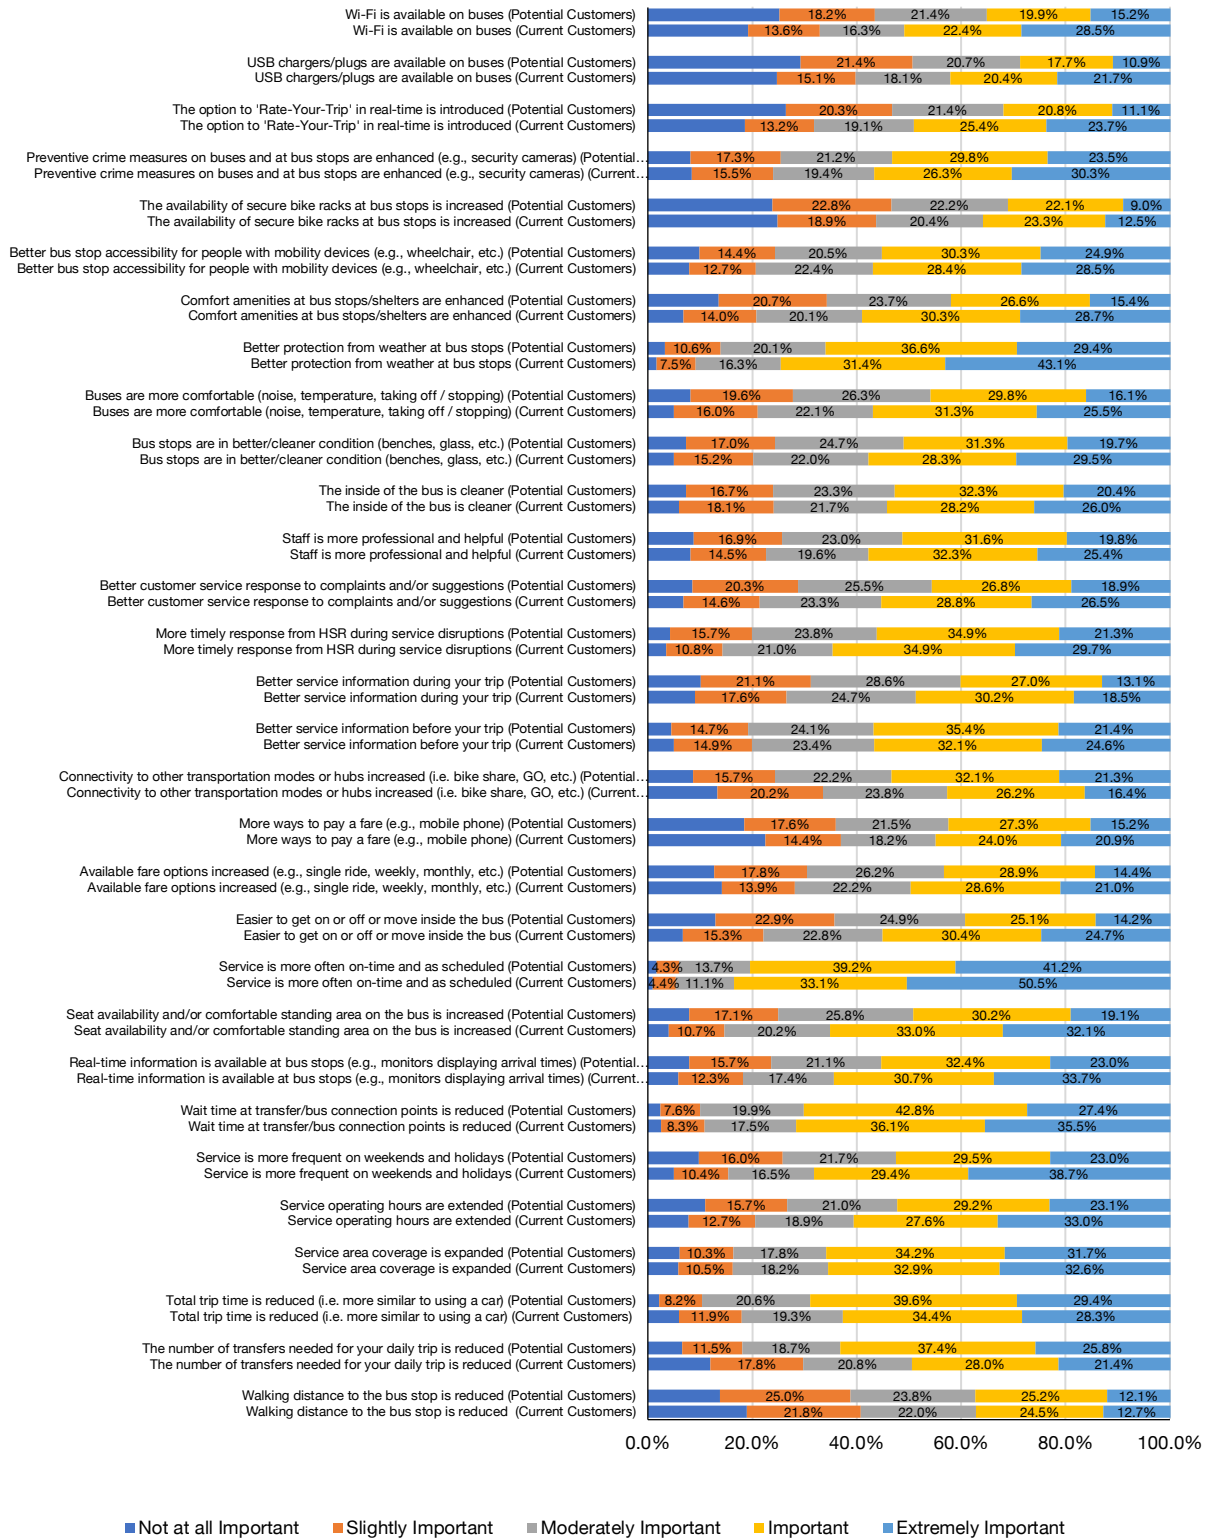 Wi-Fi is available on buses (Potential Customers) 18.2% 21.4% 19.9% 15.2%
Wi-Fi is available on buses (Current Customers) 13.6% 16.3% 22.4% 28.5%
USB chargers/plugs are available on buses (Potential Customers) 21.4% 20.7% 17.7% 10.9%
USB chargers/plugs are available on buses (Current Customers) 15.1% 18.1% 20.4% 21.7%
The option to 'Rate-Your-Trip' in real-time is introduced (Potential Customers) 20.3% 21.4% 20.8% 11.1%
The option to 'Rate-Your-Trip' in real-time is introduced (Current Customers) 13.2% 19.1% 25.4% 23.7%
Preventive crime measures on buses and at bus stops are enhanced (e.g., security cameras) (Potential... 17.3% 21.2% 29.8% 23.5%
Preventive crime measures on buses and at bus stops are enhanced (e.g., security cameras) (Current... 15.5% 19.4% 26.3% 30.3%
The availability of secure bike racks at bus stops is increased (Potential Customers) 22.8% 22.2% 22.1% 9.0%
The availability of secure bike racks at bus stops is increased (Current Customers) 18.9% 20.4% 23.3% 12.5%
Better bus stop accessibility for people with mobility devices (e.g., wheelchair, etc.) (Potential Customers) 14.4% 20.5% 30.3% 24.9%
Better bus stop accessibility for people with mobility devices (e.g., wheelchair, etc.) (Current Customers) 12.7% 22.4% 28.4% 28.5%
Comfort amenities at bus stops/shelters are enhanced (Potential Customers) 20.7% 23.7% 26.6% 15.4%
Comfort amenities at bus stops/shelters are enhanced (Current Customers) 14.0% 20.1% 30.3% 28.7%
Better protection from weather at bus stops (Potential Customers) 10.6% 20.1% 36.6% 29.4%
Better protection from weather at bus stops (Current Customers) 7.5% 16.3% 31.4% 43.1%
Buses are more comfortable (noise, temperature, taking off / stopping) (Potential Customers) 19.6% 26.3% 29.8% 16.1%
Buses are more comfortable (noise, temperature, taking off / stopping) (Current Customers) 16.0% 22.1% 31.3% 25.5%
Bus stops are in better/cleaner condition (benches, glass, etc.) (Potential Customers) 17.0% 24.7% 31.3% 19.7%
Bus stops are in better/cleaner condition (benches, glass, etc.) (Current Customers) 15.2% 22.0% 28.3% 29.5%
The inside of the bus is cleaner (Potential Customers) 16.7% 23.3% 32.3% 20.4%
The inside of the bus is cleaner (Current Customers) 18.1% 21.7% 28.2% 26.0%
Staff is more professional and helpful (Potential Customers) 16.9% 23.0% 31.6% 19.8%
Staff is more professional and helpful (Current Customers) 14.5% 19.6% 32.3% 25.4%
Better customer service response to complaints and/or suggestions (Potential Customers) 20.3% 25.5% 26.8% 18.9%
Better customer service response to complaints and/or suggestions (Current Customers) 14.6% 23.3% 28.8% 26.5%
More timely response from HSR during service disruptions (Potential Customers) 15.7% 23.8% 34.9% 21.3%
More timely response from HSR during service disruptions (Current Customers) 10.8% 21.0% 34.9% 29.7%
Better service information during your trip (Potential Customers) 21.1% 28.6% 27.0% 13.1%
Better service information during your trip (Current Customers) 17.6% 24.7% 30.2% 18.5%
Better service information before your trip (Potential Customers) 14.7% 24.1% 35.4% 21.4%
Better service information before your trip (Current Customers) 14.9% 23.4% 32.1% 24.6%
Connectivity to other transportation modes or hubs increased (i.e. bike share, GO, etc.) (Potential... 15.7% 22.2% 32.1% 21.3%
Connectivity to other transportation modes or hubs increased (i.e. bike share, GO, etc.) (Current... 20.2% 23.8% 26.2% 16.4%
More ways to pay a fare (e.g., mobile phone) (Potential Customers) 17.6% 21.5% 27.3% 15.2%
More ways to pay a fare (e.g., mobile phone) (Current Customers) 14.4% 18.2% 24.0% 20.9%
Available fare options increased (e.g., single ride, weekly, monthly, etc.) (Potential Customers) 17.8% 26.2% 28.9% 14.4%
Available fare options increased (e.g., single ride, weekly, monthly, etc.) (Current Customers) 13.9% 22.2% 28.6% 21.0%
Easier to get on or off or move inside the bus (Potential Customers) 22.9% 24.9% 25.1% 14.2%
Easier to get on or off or move inside the bus (Current Customers) 15.3% 22.8% 30.4% 24.7%
Service is more often on-time and as scheduled (Potential Customers) 4.3% 13.7% 39.2% 41.2%
Service is more often on-time and as scheduled (Current Customers) 4.4% 11.1% 33.1% 50.5%
Seat availability and/or comfortable standing area on the bus is increased (Potential Customers) 17.1% 25.8% 30.2% 19.1%
Seat availability and/or comfortable standing area on the bus is increased (Current Customers) 10.7% 20.2% 33.0% 32.1%
Real-time information is available at bus stops (e.g., monitors displaying arrival times) (Potential... 15.7% 21.1% 32.4% 23.0%
Real-time information is available at bus stops (e.g., monitors displaying arrival times) (Current... 12.3% 17.4% 30.7% 33.7%
Wait time at transfer/bus connection points is reduced (Potential Customers) 7.6% 19.9% 42.8% 27.4%
Wait time at transfer/bus connection points is reduced (Current Customers) 8.3% 17.5% 36.1% 35.5%
Service is more frequent on weekends and holidays (Potential Customers) 16.0% 21.7% 29.5% 23.0%
Service is more frequent on weekends and holidays (Current Customers) 10.4% 16.5% 29.4% 38.7%
Service operating hours are extended (Potential Customers) 15.7% 21.0% 29.2% 23.1%
Service operating hours are extended (Current Customers) 12.7% 18.9% 27.6% 33.0%
Service area coverage is expanded (Potential Customers) 10.3% 17.8% 34.2% 31.7%
Service area coverage is expanded (Current Customers) 10.5% 18.2% 32.9% 32.6%
Total trip time is reduced (i.e. more similar to using a car) (Potential Customers) 8.2% 20.6% 39.6% 29.4%
Total trip time is reduced (i.e. more similar to using a car) (Current Customers) 11.9% 19.3% 34.4% 28.3%
The number of transfers needed for your daily trip is reduced (Potential Customers) 11.5% 18.7% 37.4% 25.8%
The number of transfers needed for your daily trip is reduced (Current Customers) 17.8% 20.8% 28.0% 21.4%
Walking distance to the bus stop is reduced (Potential Customers) 25.0% 23.8% 25.2% 12.1%
Walking distance to the bus stop is reduced (Current Customers) 21.8% 22.0% 24.5% 12.7%
0.0% 20.0% 40.0% 60.0% 80.0% 100.0%
Not at all Important Slightly Important Moderately Important Important Extremely Important